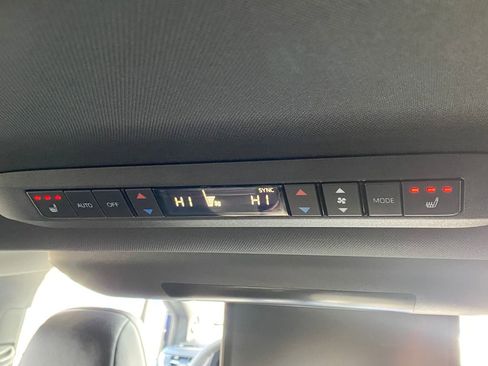 SYNC
AUTO OFF HI HI MODE